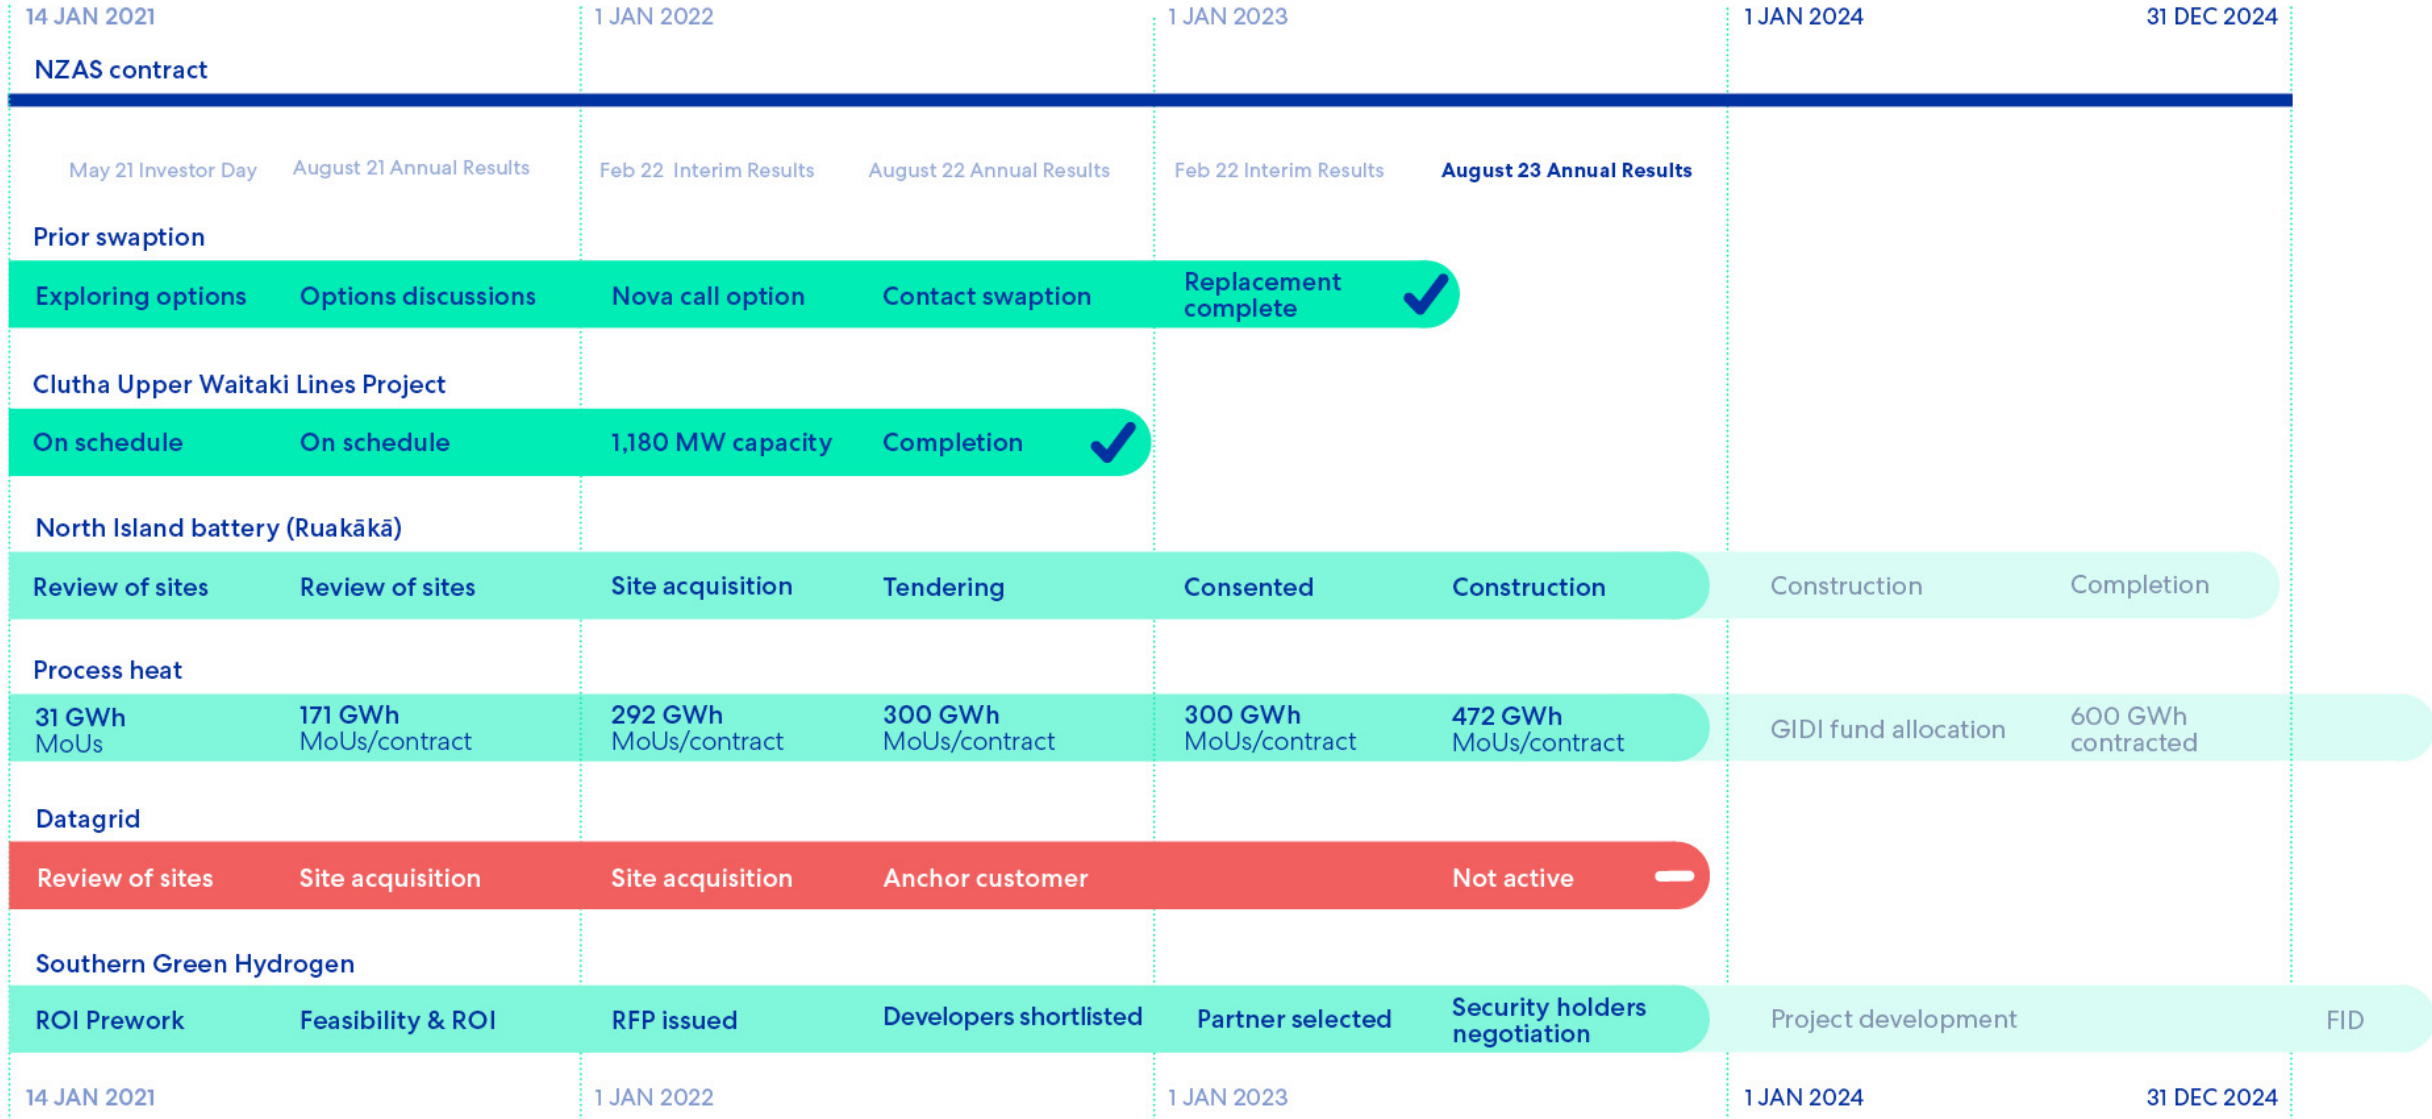 14 JAN 2021
1 JAN 2022
1 JAN 2023
1 JAN 2024
31 DEC 2024
NZAS contract
May 21 Investor Day
August 21 Annual Results
Feb 22 Interim Results
August 22 Annual Results
Feb 22 Interim Results
August 23 Annual Results
Prior swaption
Exploring options
Options discussions
Nova call option
Contact swaption
Replacement
complete
Clutha Upper Waitaki Lines Project
On schedule
On schedule
1,180 MW capacity
Completion
North Island battery (Ruakākā)
Review of sites
Review of sites
Site acquisition
Tendering
Consented
Construction
Construction
Completion
Process heat
31 GWh
MoUs
171 GWh
MoUs/contract
292 GWh
MoUs/contract
300 GWh
MoUs/contract
300 GWh
MoUs/contract
472 GWh
MoUs/contract
GIDI fund allocation
600 GWh
contracted
Datagrid
Review of sites
Site acquisition
Site acquisition
Anchor customer
Not active
Southern Green Hydrogen
ROI Prework
Feasibility & ROI
RFP issued
Developers shortlisted
Partner selected
Security holders
negotiation
Project development
FID
14 JAN 2021
1 JAN 2022
1 JAN 2023
1 JAN 2024
31 DEC 2024